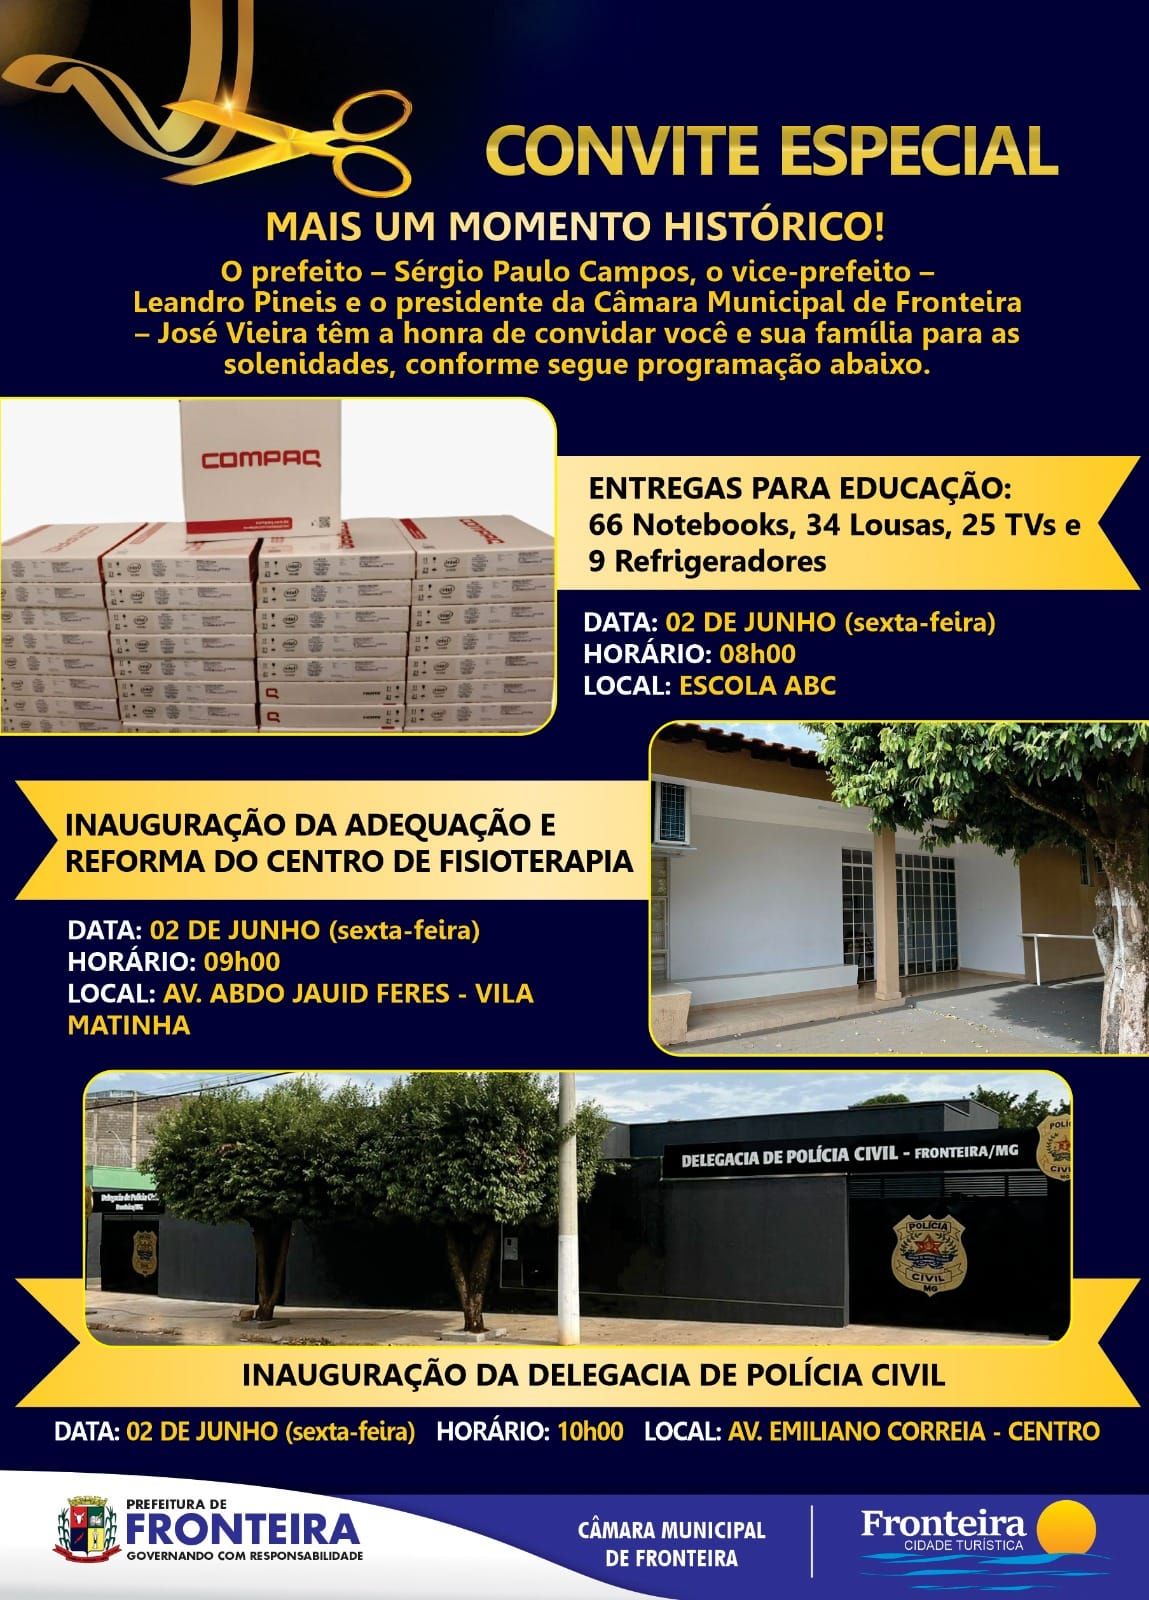 CONVITE ESPECIAL
MAIS UM MOMENTO HISTÓRICO!
O prefeito – Sérgio Paulo Campos, o vice-prefeito –
Leandro Pineis e o presidente da Câmara Municipal de Fronteira
– José Vieira têm a honra de convidar você e sua família para as
solenidades, conforme segue programação abaixo.
COMPAQ
ENTREGAS PARA EDUCAÇÃO:
66 Notebooks, 34 Lousas, 25 TVs e
9 Refrigeradores
DATA: 02 DE JUNHO (sexta-feira)
HORÁRIO: 08h00
LOCAL: ESCOLA ABC
INAUGURAÇÃO DA ADEQUAÇÃO E
REFORMA DO CENTRO DE FISIOTERAPIA
DATA: 02 DE JUNHO (sexta-feira)
HORÁRIO: 09h00
LOCAL: AV. ABDO JAUID FERES - VILA
MATINHA
DELEGACIA DE POLÍCIA CIVIL - FRONTEIRA/MG
POLÍCIA
CIVIL
MG
INAUGURAÇÃO DA DELEGACIA DE POLÍCIA CIVIL
DATA: 02 DE JUNHO (sexta-feira) HORÁRIO: 10h00 LOCAL: AV. EMILIANO CORREIA - CENTRO
PREFEITURA DE
FRONTEIRA
GOVERNANDO COM RESPONSABILIDADE
CÂMARA MUNICIPAL
DE FRONTEIRA
Fronteira
CIDADE TURÍSTICA